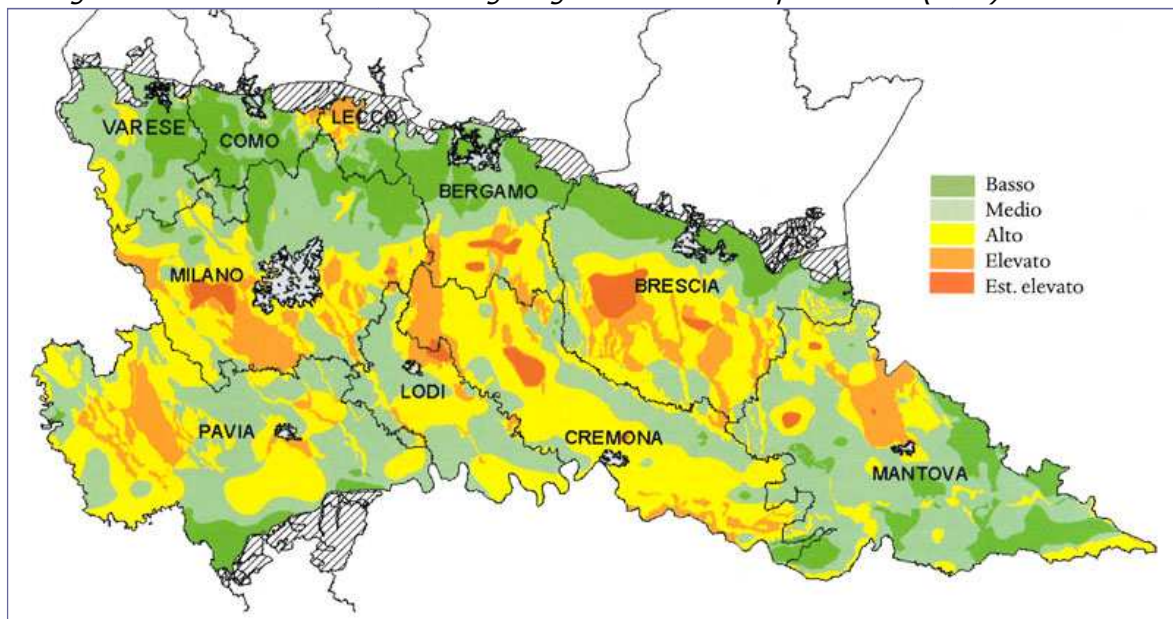 VARESE
COMO
LECCO
BERGAMO
MILANO
BRESCIA
LODI
PAVIA
CREMONA
MANTOVA
Basso
Medio
Alto
Elevato
Est. elevato